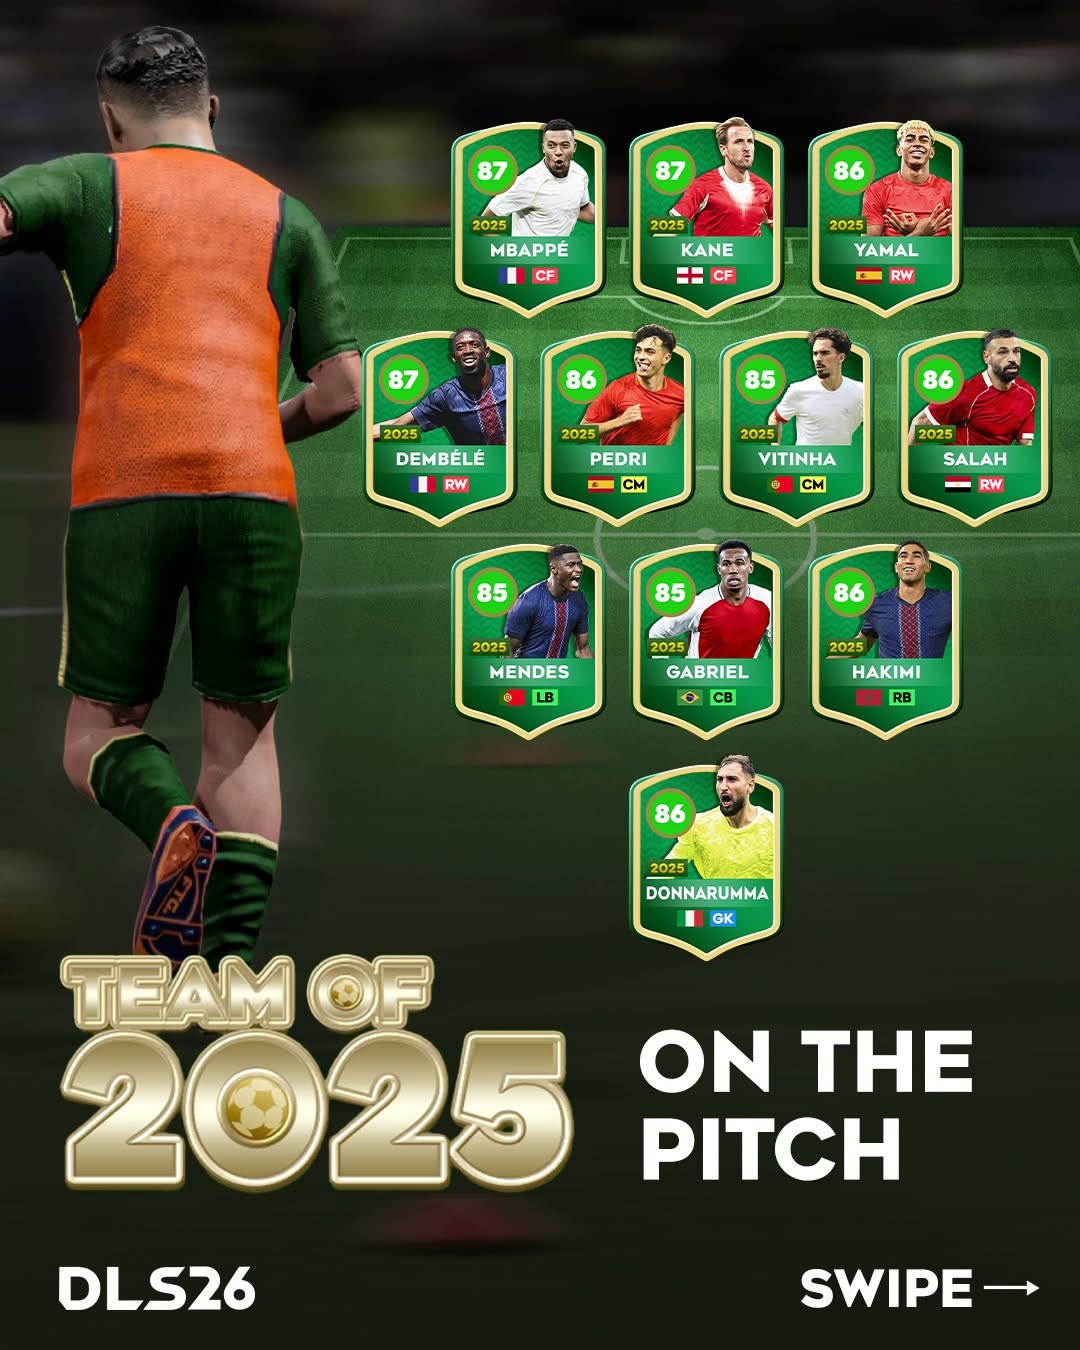 87
2025
MBAPPÉ
CF
87
2025
KANE
CF
86
2025
YAMAL
RW
87
2025
DEMBÉLÉ
RW
86
2025
PEDRI
CM
85
2025
VITINHA
CM
86
2025
SALAH
RW
85
2025
MENDES
LB
85
2025
GABRIEL
CB
86
2025
HAKIMI
RB
86
2025
DONNARUMMA
GK
FTG.
TEAM OF
2025
ON THE
PITCH
DLS26
SWIPE →